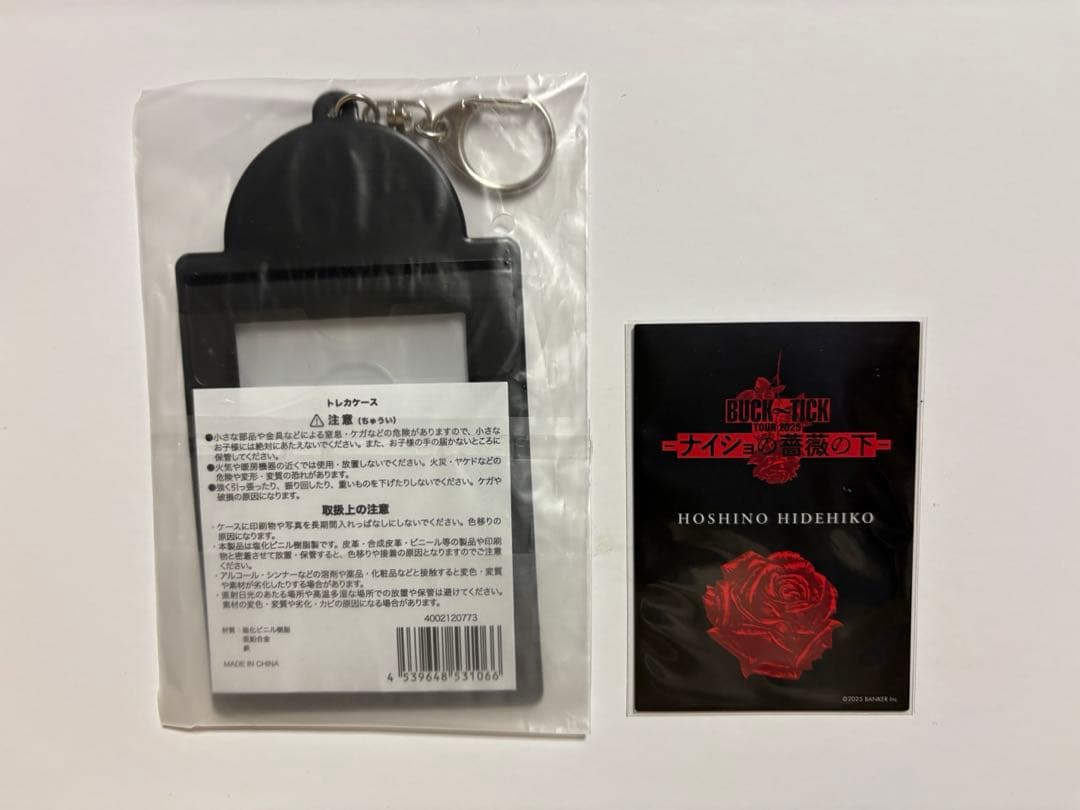 トレカケース
⚠ 注意 (ちゅうい)
●小さな部品や金具などによる窒息・ケガなどの危険がありますので、小さな
お子様には絶対にあたえないでください。また、お子様の手の届かないところに
保管してください。
●火気や暖房機器の近くでは使用・放置しないでください。火災・ヤケドなどの
危険や変形・変質の恐れがあります。
●強く引っ張ったり、振り回したり、重いものを下げたりしないでください。ケガや
破損の原因になります。
取扱上の注意
・ケースに印刷物や写真を長期間入れっぱなしにしないでください。色移りの
原因になります。
・本製品は塩化ビニル樹脂製です。皮革・合成皮革・ビニール等の製品や印刷
物と密着させて放置・保管すると、色移りや接着の原因となりますのでご注意
ください。
・アルコール・シンナーなどの溶剤や薬品・化粧品などと接触すると変色・変質
や素材が劣化したりする場合があります。
・直射日光のあたる場所や高温多湿な場所での放置や保管は避けてください。
素材の変色・変質や劣化・カビの原因になる場合があります。
4002120773
材質：塩化ビニル樹脂
亜鉛合金
鉄
MADE IN CHINA
4 539648 531066
BUCK-TICK
TOUR 2025
-ナイショの薔薇の下-
HOSHINO HIDEHIKO
©2025 BANKER Inc.